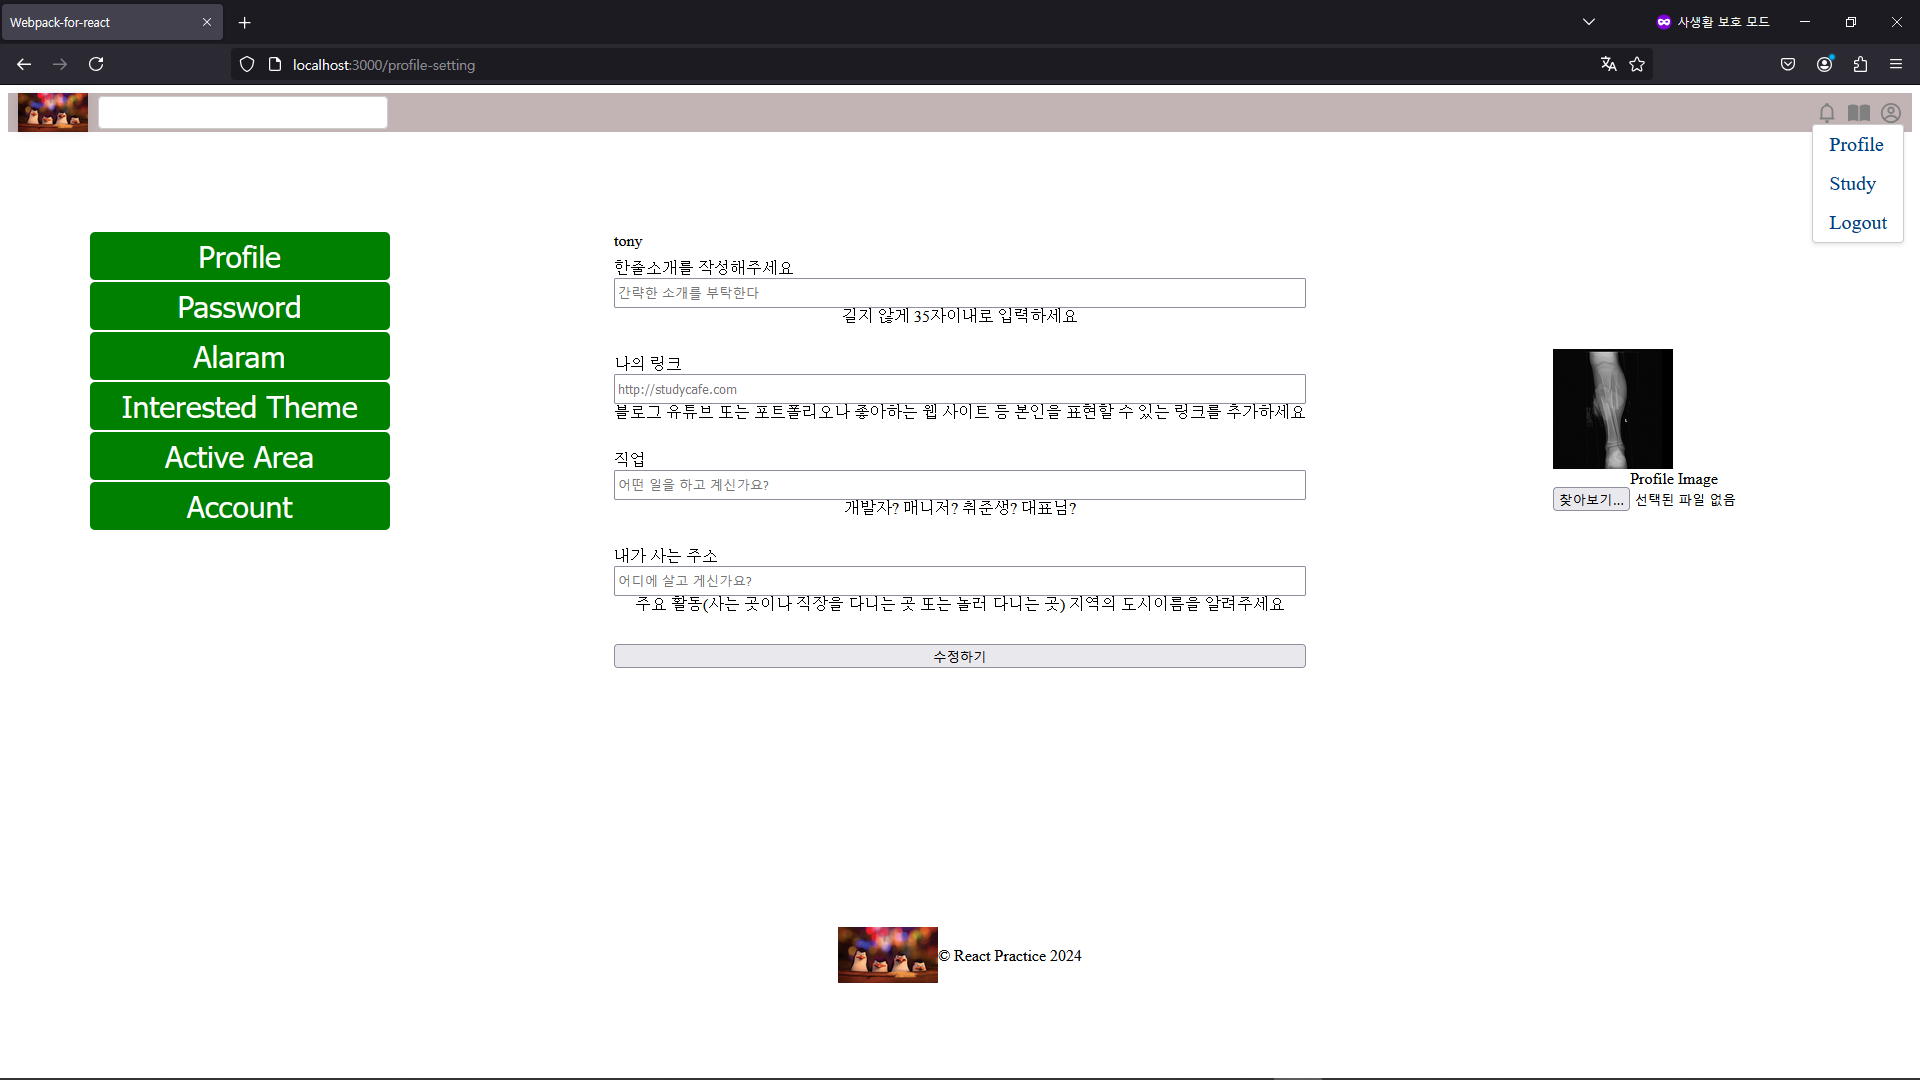 Webpack-for-react
사생활 보호 모드
localhost:3000/profile-setting
Profile
Study
Logout
Profile
Password
Alaram
Interested Theme
Active Area
Account
tony
한줄소개를 작성해주세요
간략한 소개를 부탁한다
길지 않게 35자이내로 입력하세요
나의 링크
http://studycafe.com
블로그 유튜브 또는 포트폴리오나 좋아하는 웹 사이트 등 본인을 표현할 수 있는 링크를 추가하세요
직업
어떤 일을 하고 계신가요?
개발자? 매니저? 취준생? 대표님?
내가 사는 주소
어디에 살고 게신가요?
주요 활동(사는 곳이나 직장을 다니는 곳 또는 놀러 다니는 곳) 지역의 도시이름을 알려주세요
수정하기
Profile Image
찾아보기... 선택된 파일 없음
© React Practice 2024